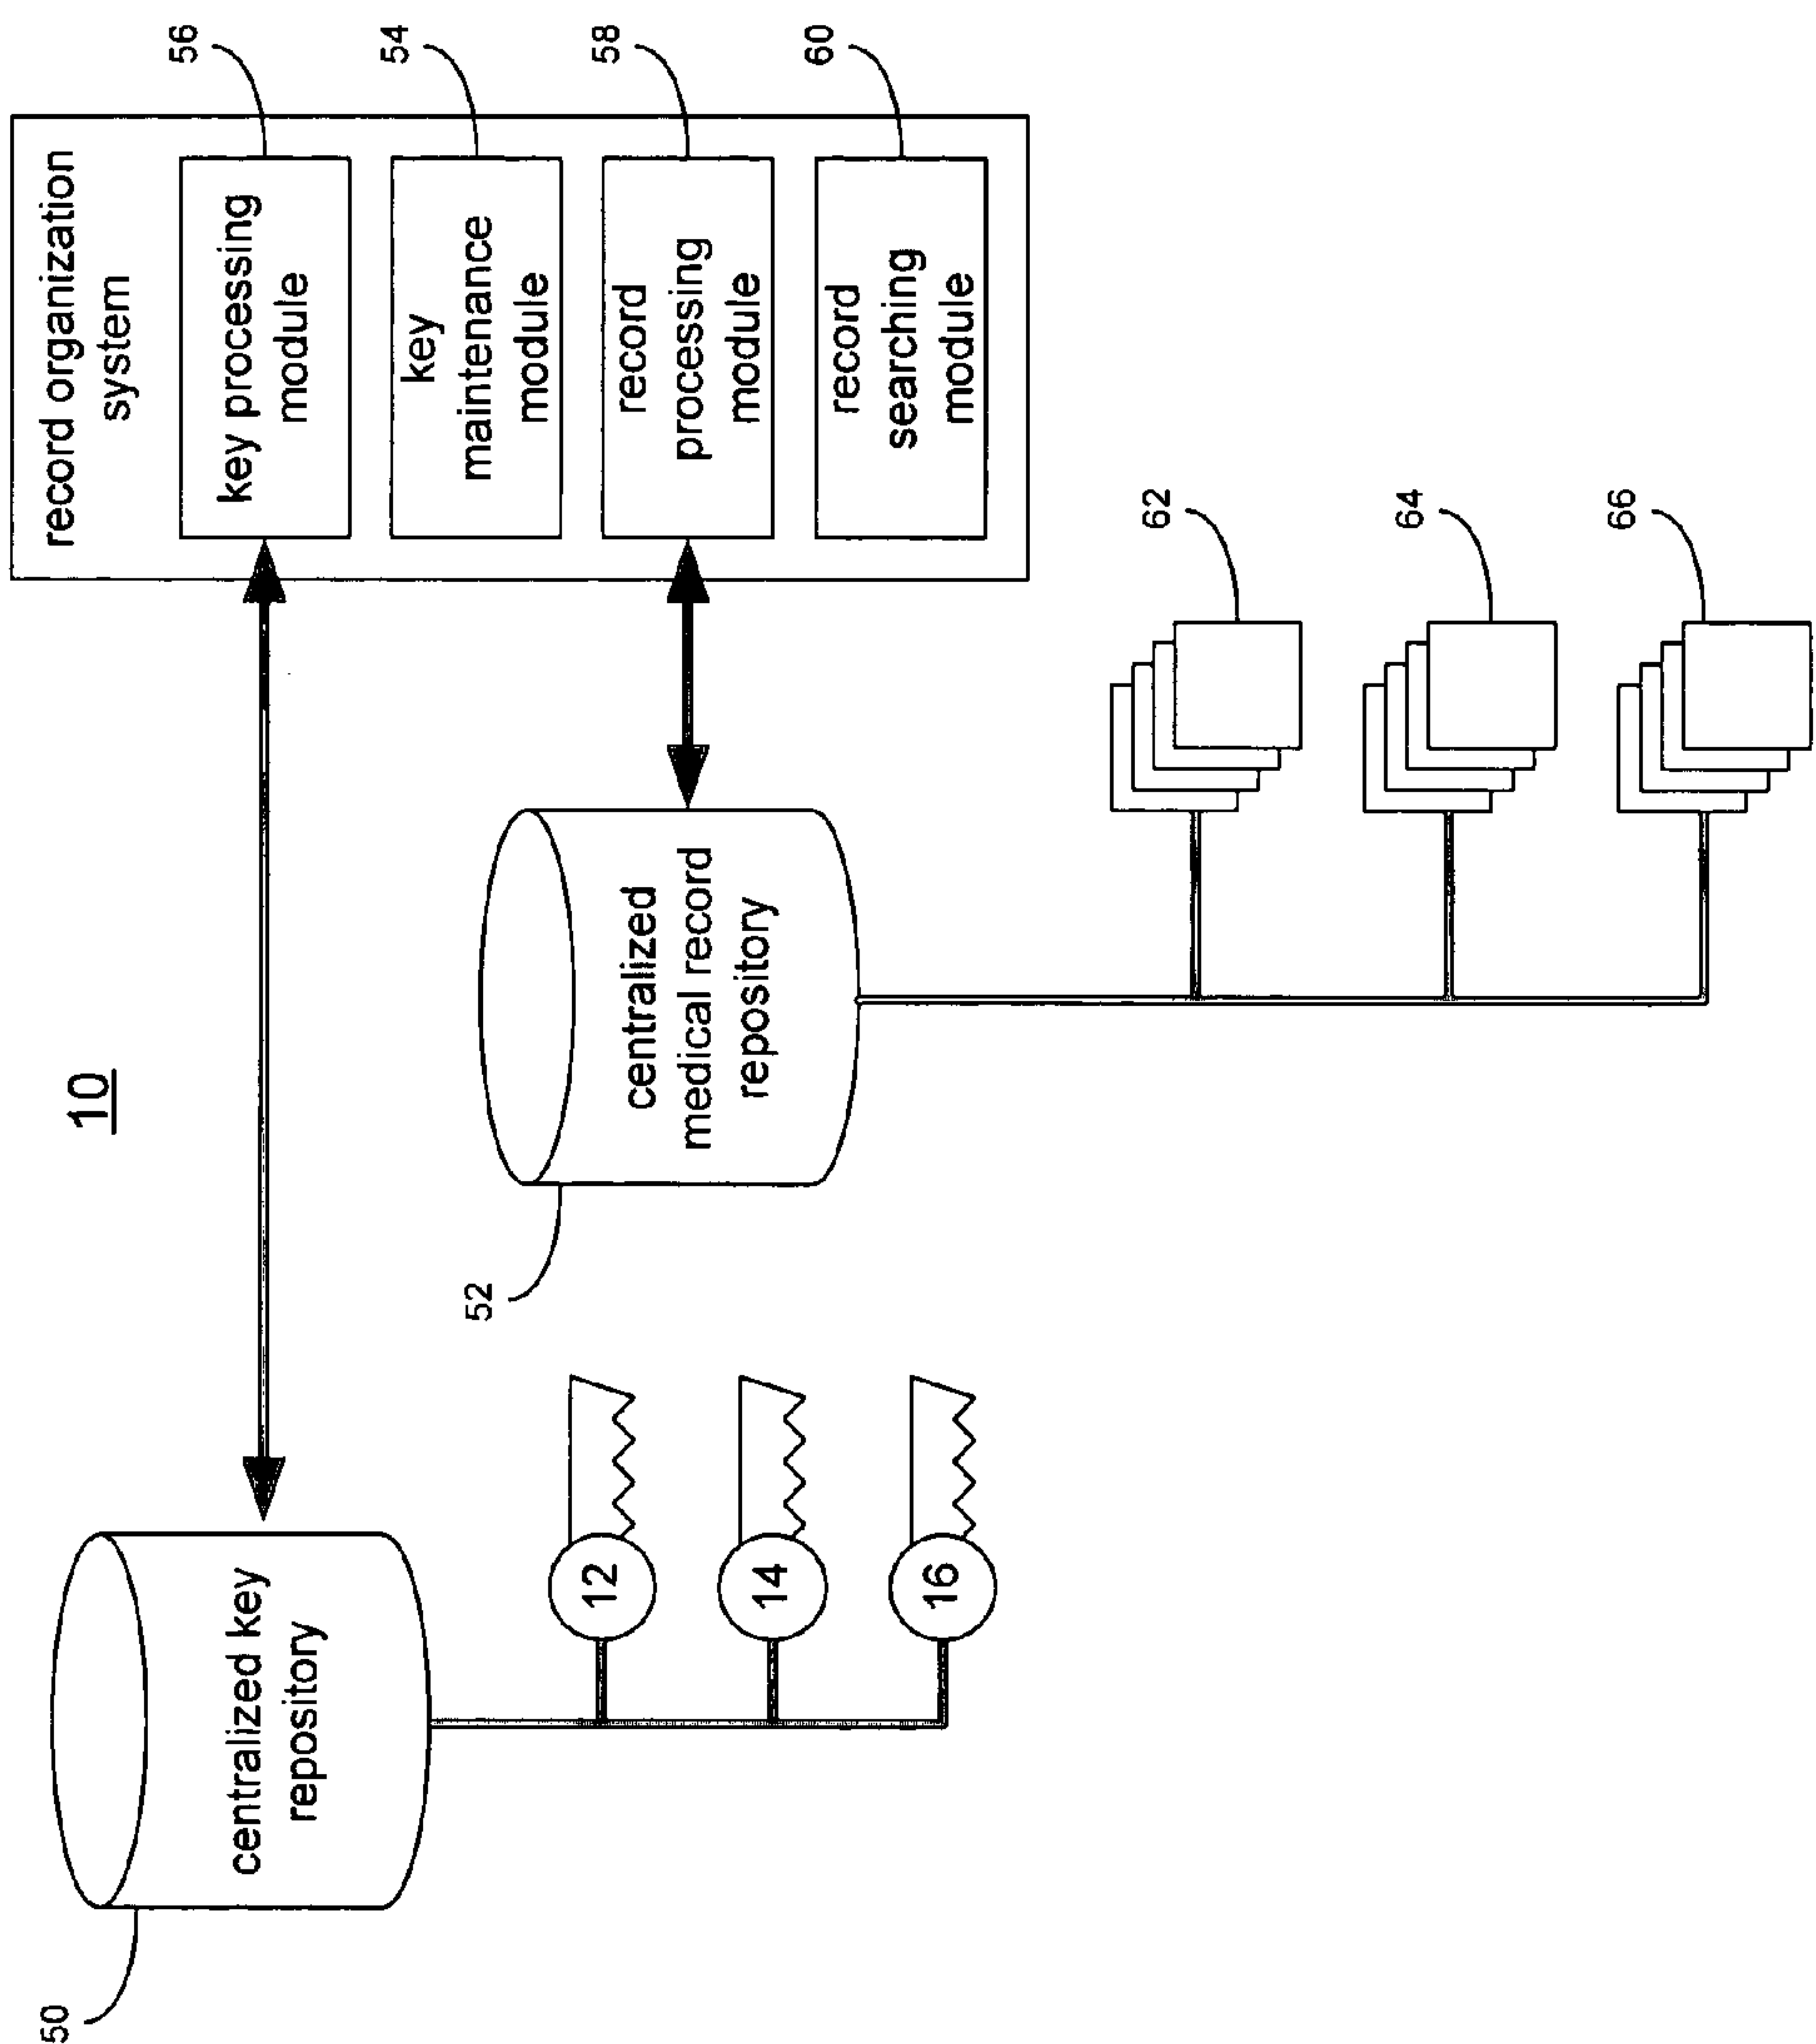 10
50
centralized key
repository
12
14
16
52
centralized
medical record
repository
record organization
system
key processing
module
56
key
maintenance
module
54
record
processing
module
58
record
searching
module
60
62
64
66